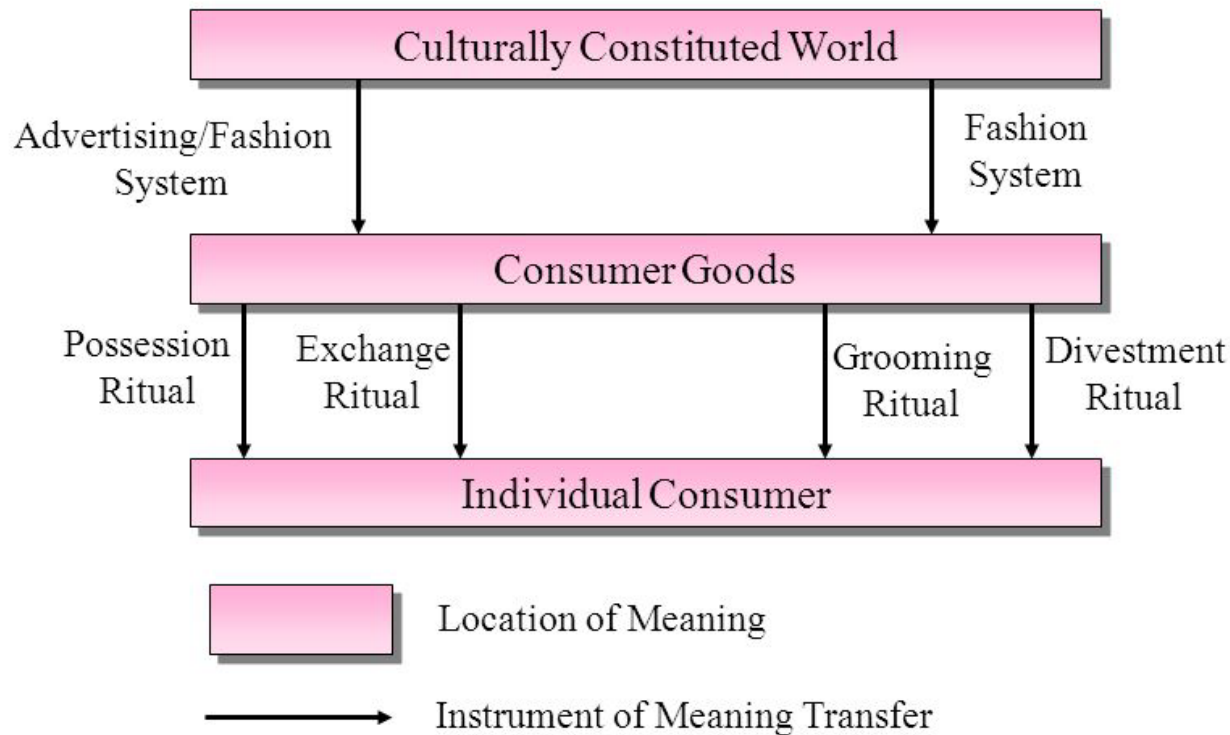 Culturally Constituted World
Advertising/Fashion
System
Fashion
System
Consumer Goods
Possession
Ritual
Exchange
Ritual
Grooming
Ritual
Divestment
Ritual
Individual Consumer
Location of Meaning
Instrument of Meaning Transfer